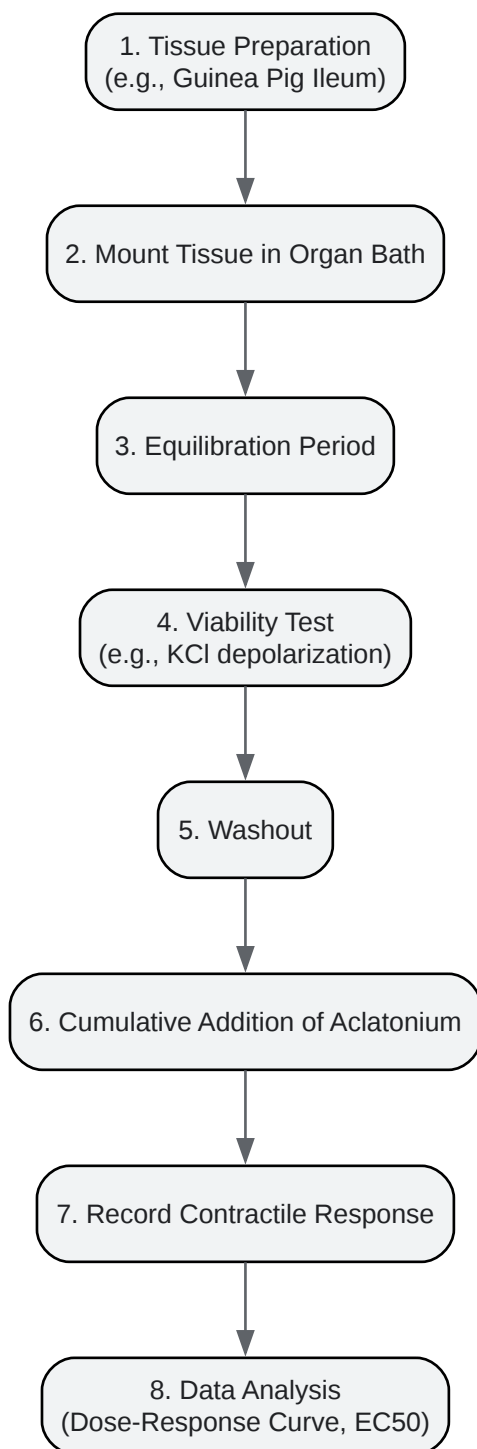 1. Tissue Preparation
(e.g., Guinea Pig Ileum)
2. Mount Tissue in Organ Bath
3. Equilibration Period
4. Viability Test
(e.g., KCl depolarization)
5. Washout
6. Cumulative Addition of Aclatonium
7. Record Contractile Response
8. Data Analysis
(Dose-Response Curve, EC50)